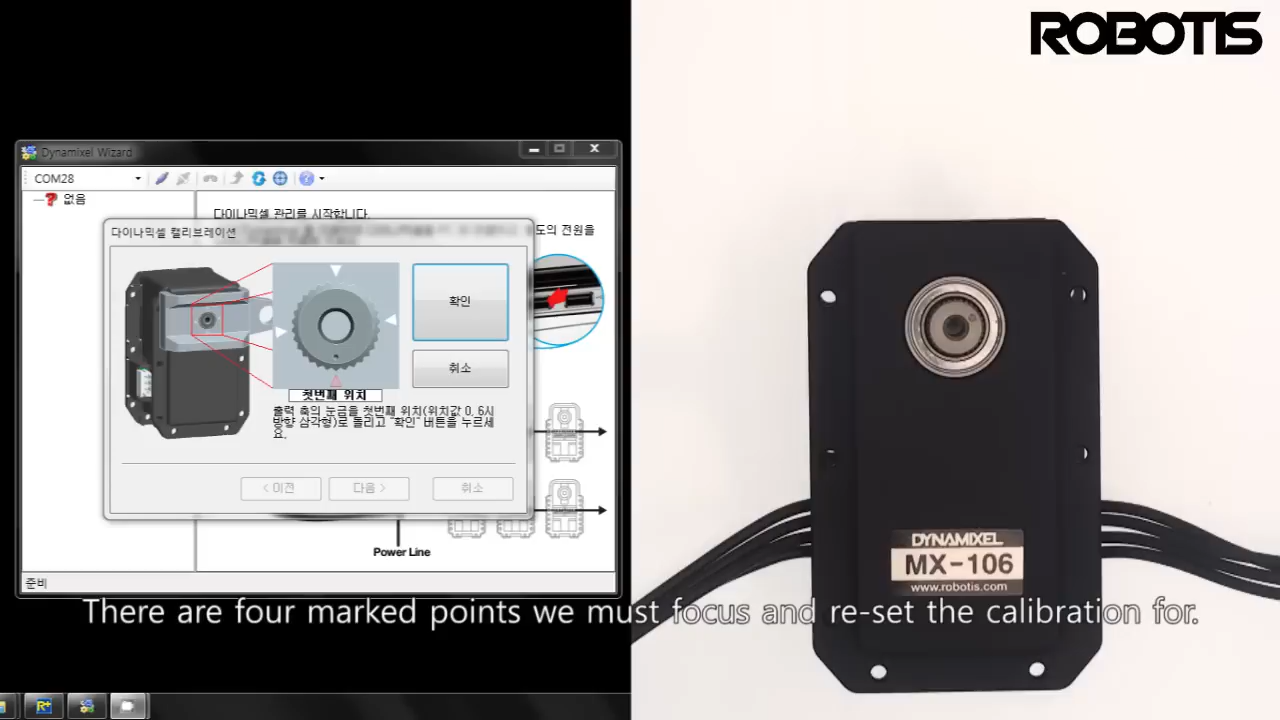 ROBOTIS
Dynamixel Wizard
COM28
없음
다이나믹셀 관리를 시작합니다.
도의 전원을
다이나믹셀 캘리브레이션
확인
취소
첫번째 위치
출력 축의 눈금을 첫번째 위치(위치값 0, 6시
방향 삼각형)로 돌리고 "확인" 버튼을 누르세
요.
< 이전
다음 >
취소
Power Line
준비
DYNAMIXEL
MX-106
www.robotis.com
There are four marked points we must focus and re-set the calibration for.